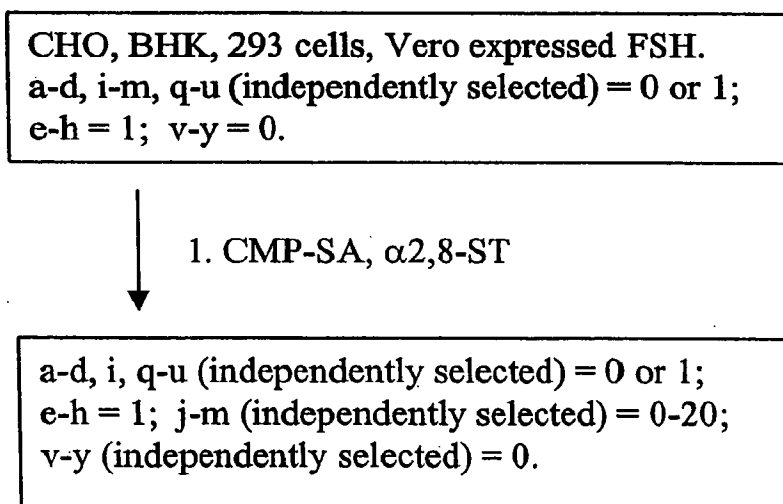 CHO, BHK, 293 cells, Vero expressed FSH.
a-d, i-m, q-u (independently selected) = 0 or 1;
e-h = 1; v-y = 0.
1. CMP-SA, α2,8-ST
a-d, i, q-u (independently selected) = 0 or 1;
e-h = 1; j-m (independently selected) = 0-20;
v-y (independently selected) = 0.